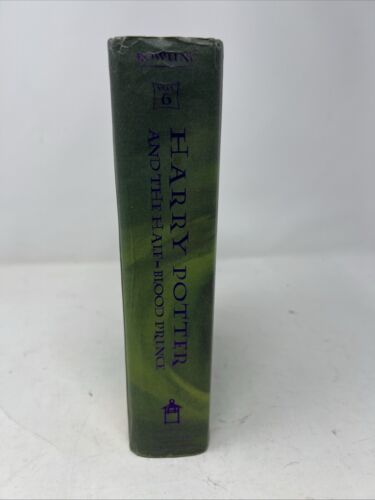 ROWLING
YEAR
6
HARRY POTTER
AND THE HALF-BLOOD PRINCE